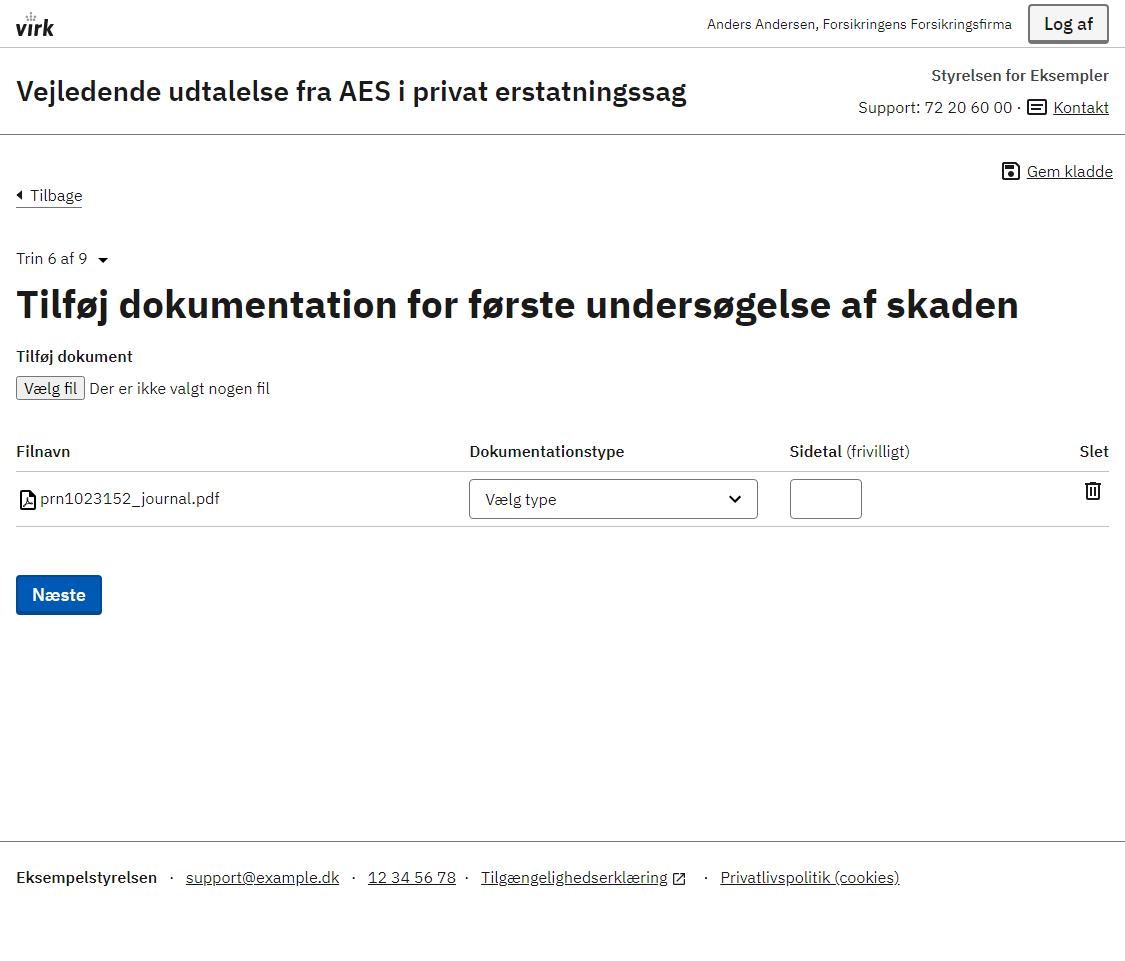 virk
Anders Andersen, Forsikringens Forsikringsfirma
Log af
Vejledende udtalelse fra AES i privat erstatningssag
Styrelsen for Eksempler
Support: 72 20 60 00 · Kontakt
Gem kladde
Tilbage
Trin 6 af 9
Tilføj dokumentation for første undersøgelse af skaden
Tilføj dokument
Vælg fil Der er ikke valgt nogen fil
Filnavn Dokumentationstype Sidetal (frivilligt) Slet
prn1023152_journal.pdf Vælg type
Næste
Eksempelstyrelsen · support@example.dk · 12 34 56 78 · Tilgængelighedserklæring · Privatlivspolitik (cookies)